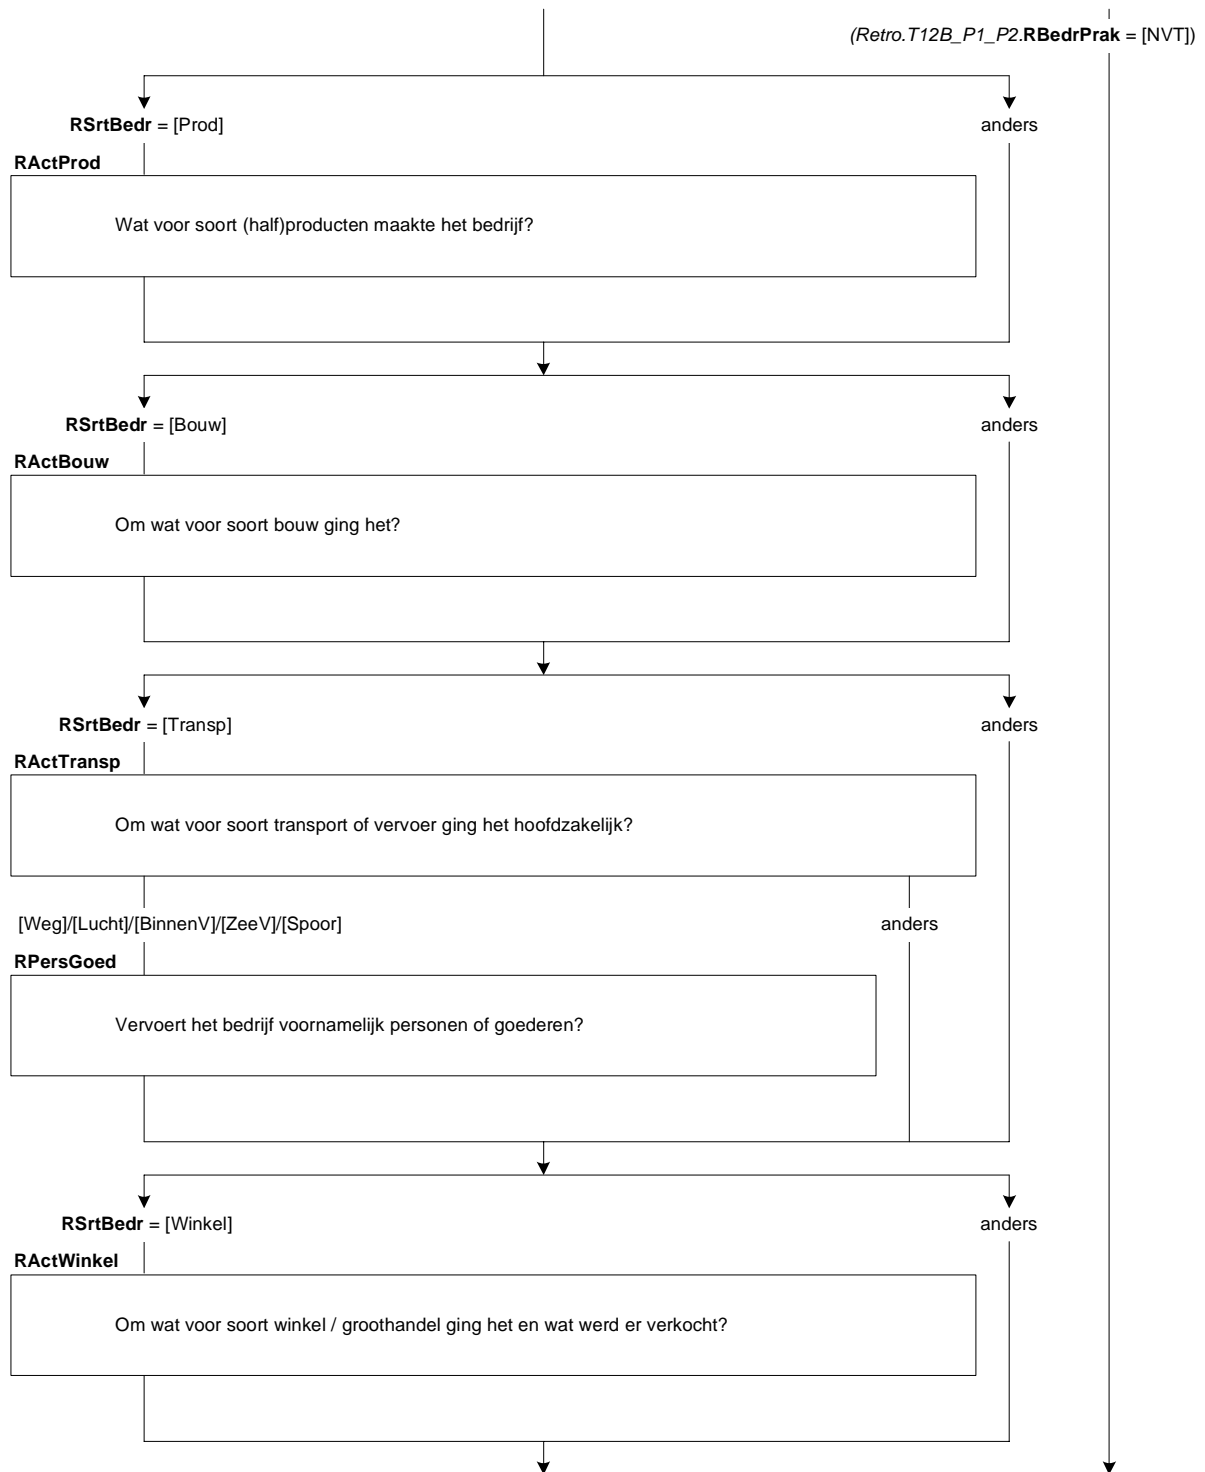 (Retro.T12B_P1_P2.RBedrPrak = [NVT])
RSrtBedr = [Prod]
anders
RActProd
Wat voor soort (half)producten maakte het bedrijf?
RSrtBedr = [Bouw]
anders
RActBouw
Om wat voor soort bouw ging het?
RSrtBedr = [Transp]
anders
RActTransp
Om wat voor soort transport of vervoer ging het hoofdzakelijk?
[Weg]/[Lucht]/[BinnenV]/[ZeeV]/[Spoor]
anders
RPersGoed
Vervoert het bedrijf voornamelijk personen of goederen?
RSrtBedr = [Winkel]
anders
RActWinkel
Om wat voor soort winkel / groothandel ging het en wat werd er verkocht?